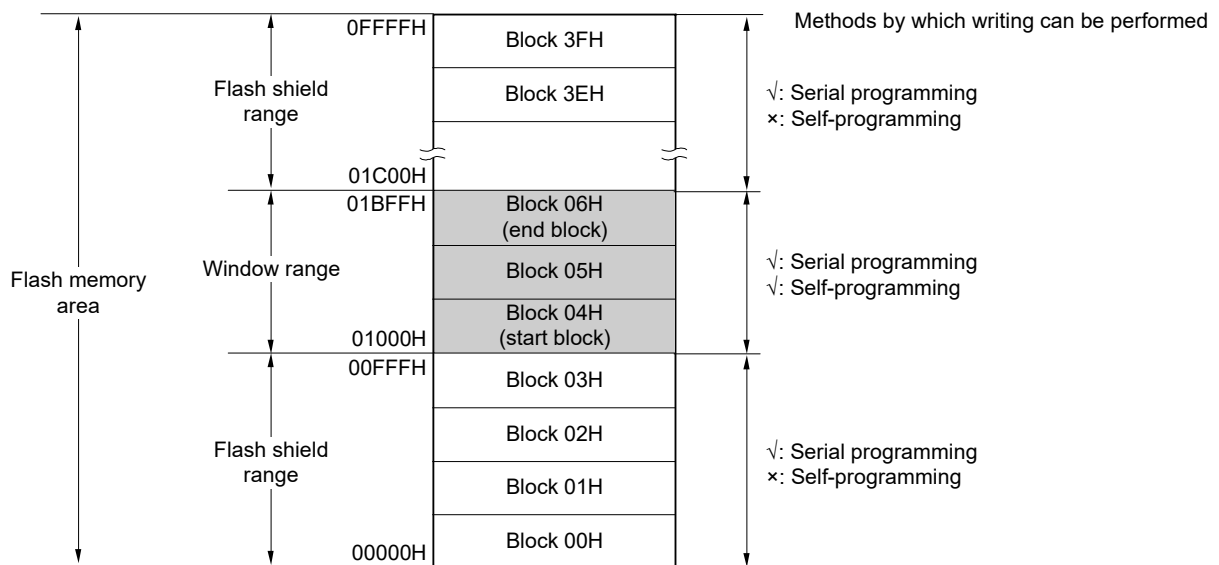 Methods by which writing can be performed
0FFFFH
Block 3FH
Flash shield
range
Block 3EH
√: Serial programming
×: Self-programming
01C00H
01BFFH
Block 06H
(end block)
Flash memory
area
Window range
Block 05H
√: Serial programming
√: Self-programming
Block 04H
(start block)
01000H
00FFFH
Block 03H
Flash shield
range
Block 02H
√: Serial programming
×: Self-programming
Block 01H
Block 00H
00000H